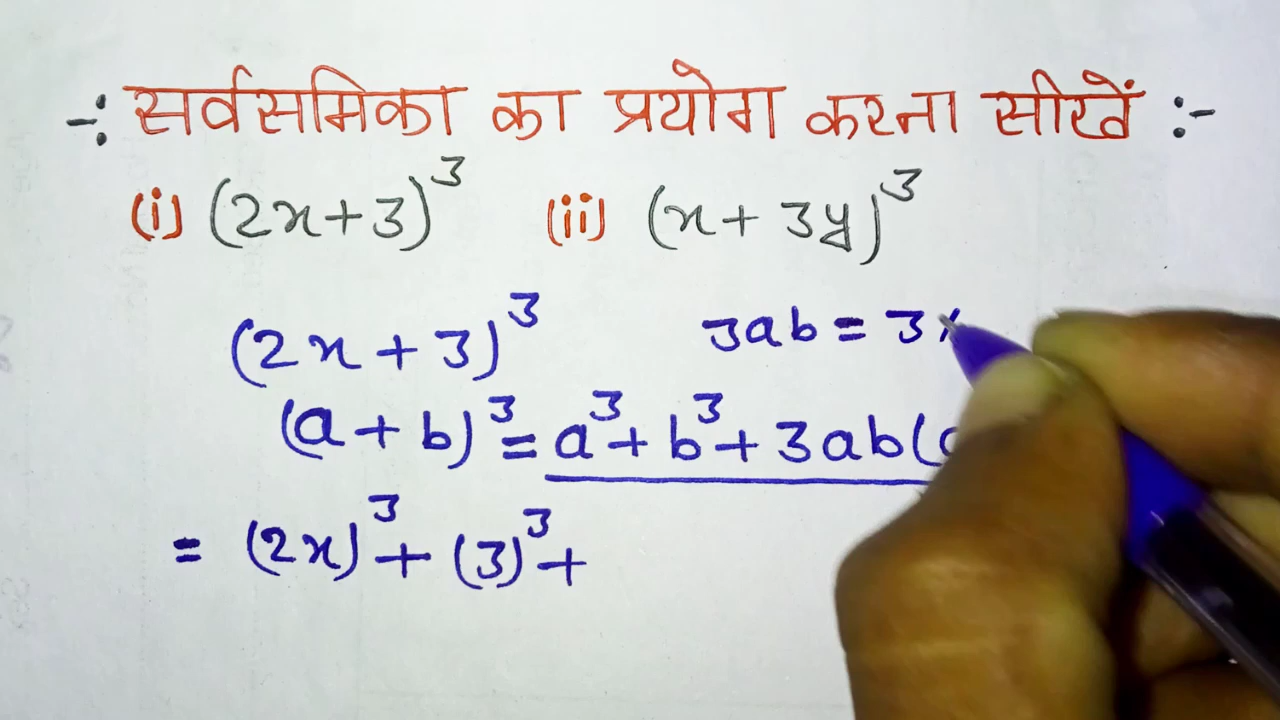 -: सर्वसमिका का प्रयोग करना सीखें :-
(i) (2x+3)³ (ii) (x+3y)³
(2x+3)³ 3ab = 3×
(a+b)³ = a³+b³+3ab(
= (2x)³+(3)³+